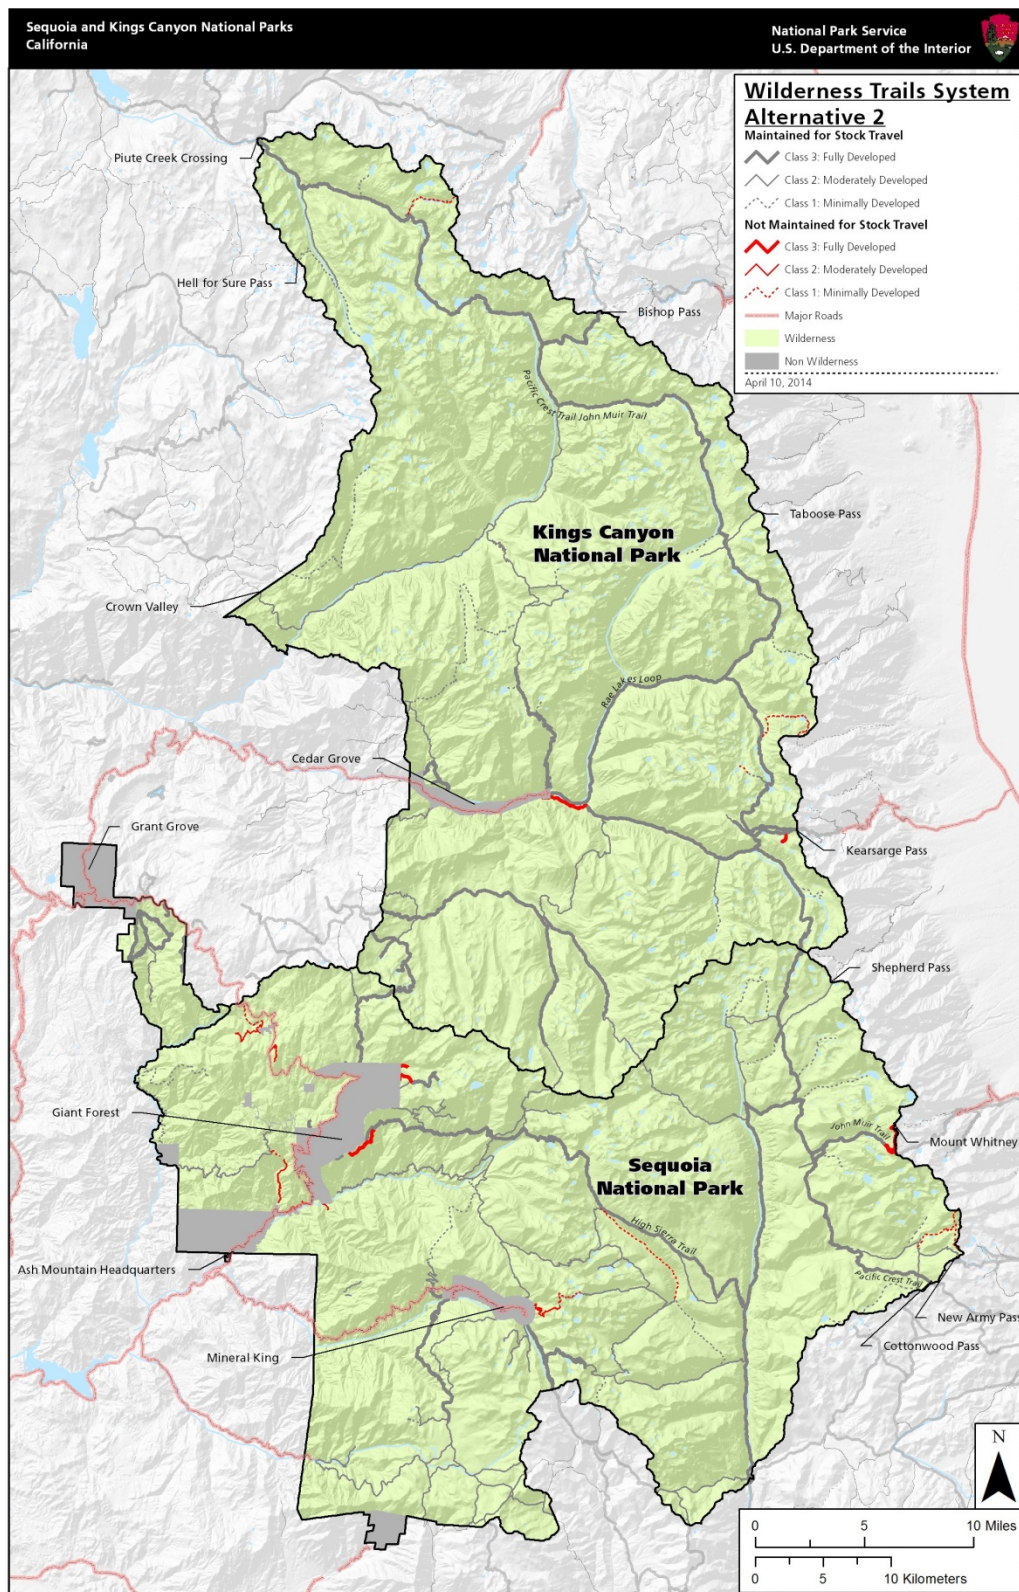 Sequoia and Kings Canyon National Parks
California
National Park Service
U.S. Department of the Interior
Wilderness Trails System
Alternative 2
Maintained for Stock Travel
Class 3: Fully Developed
Class 2: Moderately Developed
Class 1: Minimally Developed
Not Maintained for Stock Travel
Class 3: Fully Developed
Class 2: Moderately Developed
Class 1: Minimally Developed
Major Roads
Wilderness
Non Wilderness
April 10, 2014
Piute Creek Crossing
Hell for Sure Pass
Bishop Pass
Pacific Crest Trail John Muir Trail
Taboose Pass
Kings Canyon
National Park
Crown Valley
Rae Lakes Loop
Cedar Grove
Grant Grove
Kearsarge Pass
Shepherd Pass
Giant Forest
John Muir Trail
Mount Whitney
Sequoia
National Park
High Sierra Trail
Ash Mountain Headquarters
Pacific Crest Trail
New Army Pass
Cottonwood Pass
Mineral King
N
0 5 10 Miles
0 5 10 Kilometers